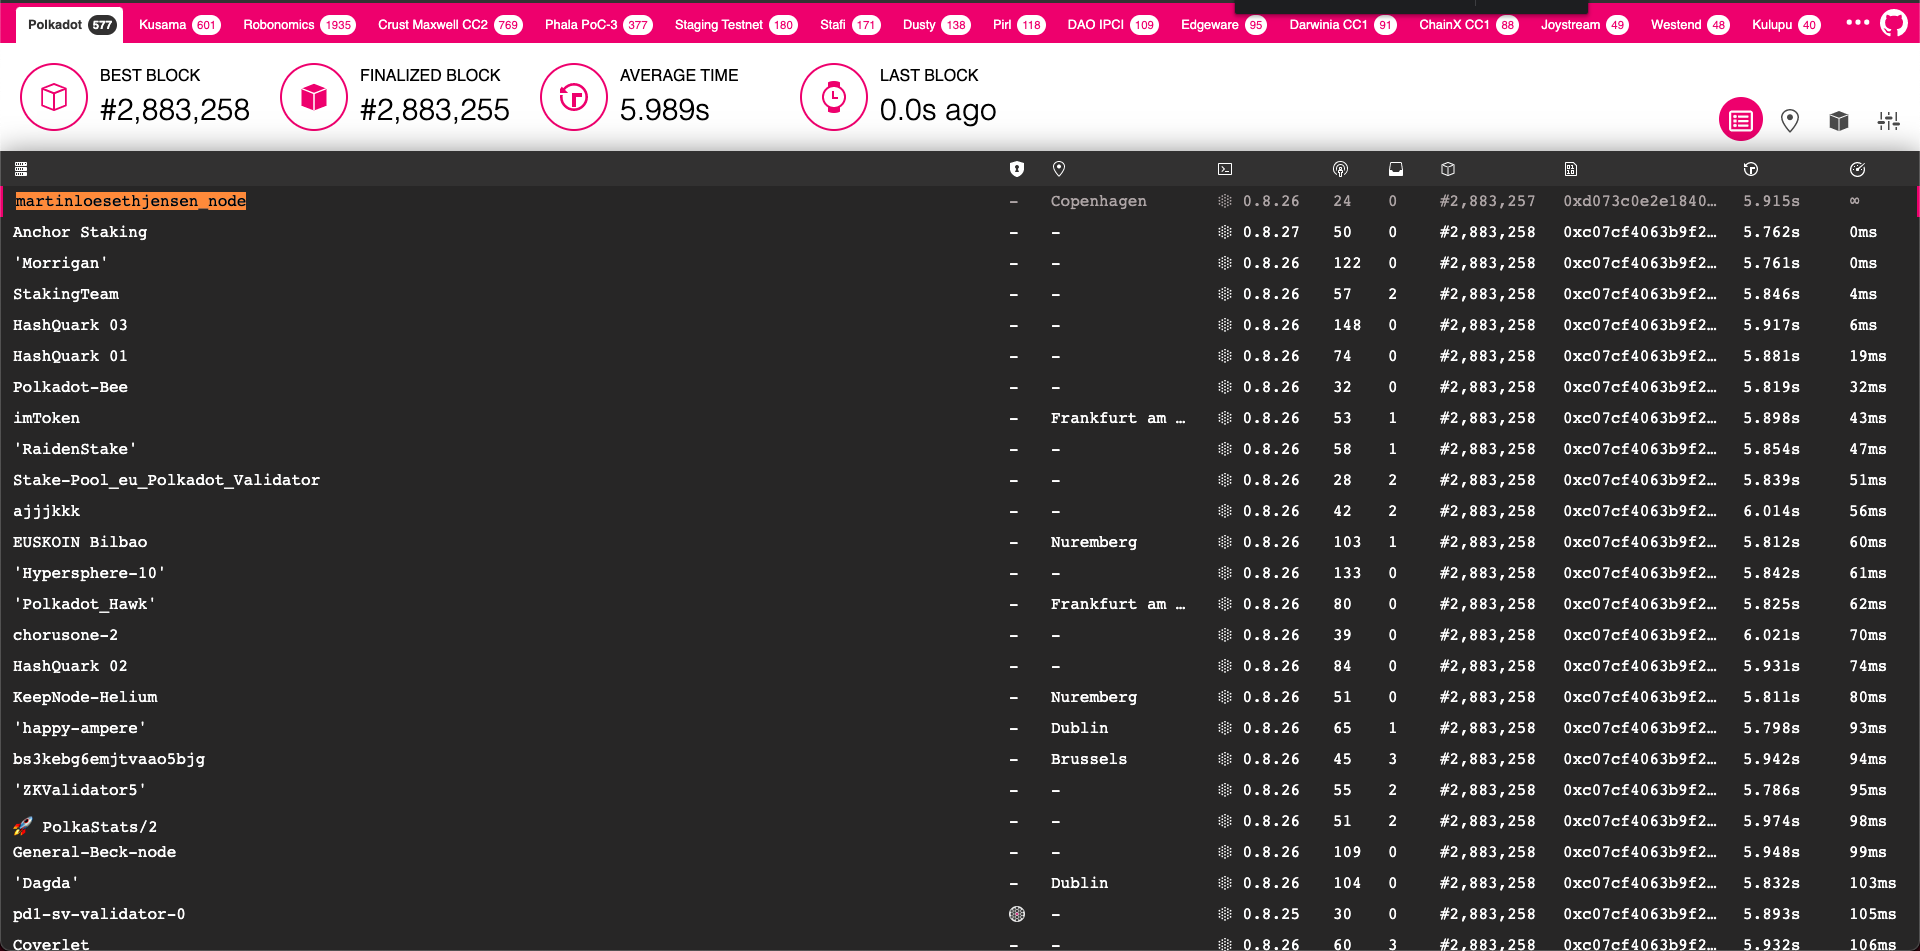 Polkadot 577 Kusama 601 Robonomics 1935 Crust Maxwell CC2 769 Phala PoC-3 377 Staging Testnet 180 Stafi 171 Dusty 138 Pirl 118 DAO IPCI 109 Edgeware 95 Darwinia CC1 91 ChainX CC1 88 Joystream 49 Westend 48 Kulupu 40
BEST BLOCK
#2,883,258
FINALIZED BLOCK
#2,883,255
AVERAGE TIME
5.989s
LAST BLOCK
0.0s ago
martinloesethjensen_node – Copenhagen 0.8.26 24 0 #2,883,257 0xd073c0e2e1840… 5.915s ∞
Anchor Staking – – 0.8.27 50 0 #2,883,258 0xc07cf4063b9f2… 5.762s 0ms
'Morrigan' – – 0.8.26 122 0 #2,883,258 0xc07cf4063b9f2… 5.761s 0ms
StakingTeam – – 0.8.26 57 2 #2,883,258 0xc07cf4063b9f2… 5.846s 4ms
HashQuark 03 – – 0.8.26 148 0 #2,883,258 0xc07cf4063b9f2… 5.917s 6ms
HashQuark 01 – – 0.8.26 74 0 #2,883,258 0xc07cf4063b9f2… 5.881s 19ms
Polkadot-Bee – – 0.8.26 32 0 #2,883,258 0xc07cf4063b9f2… 5.819s 32ms
imToken – Frankfurt am … 0.8.26 53 1 #2,883,258 0xc07cf4063b9f2… 5.898s 43ms
'RaidenStake' – – 0.8.26 58 1 #2,883,258 0xc07cf4063b9f2… 5.854s 47ms
Stake-Pool_eu_Polkadot_Validator – – 0.8.26 28 2 #2,883,258 0xc07cf4063b9f2… 5.839s 51ms
ajjjkkk – – 0.8.26 42 2 #2,883,258 0xc07cf4063b9f2… 6.014s 56ms
EUSKOIN Bilbao – Nuremberg 0.8.26 103 1 #2,883,258 0xc07cf4063b9f2… 5.812s 60ms
'Hypersphere-10' – – 0.8.26 133 0 #2,883,258 0xc07cf4063b9f2… 5.842s 61ms
'Polkadot_Hawk' – Frankfurt am … 0.8.26 80 0 #2,883,258 0xc07cf4063b9f2… 5.825s 62ms
chorusone-2 – – 0.8.26 39 0 #2,883,258 0xc07cf4063b9f2… 6.021s 70ms
HashQuark 02 – – 0.8.26 84 0 #2,883,258 0xc07cf4063b9f2… 5.931s 74ms
KeepNode-Helium – Nuremberg 0.8.26 51 0 #2,883,258 0xc07cf4063b9f2… 5.811s 80ms
'happy-ampere' – Dublin 0.8.26 65 1 #2,883,258 0xc07cf4063b9f2… 5.798s 93ms
bs3kebg6emjtvaao5bjg – Brussels 0.8.26 45 3 #2,883,258 0xc07cf4063b9f2… 5.942s 94ms
'ZKValidator5' – – 0.8.26 55 2 #2,883,258 0xc07cf4063b9f2… 5.786s 95ms
🚀 PolkaStats/2 – – 0.8.26 51 2 #2,883,258 0xc07cf4063b9f2… 5.974s 98ms
General-Beck-node – – 0.8.26 109 0 #2,883,258 0xc07cf4063b9f2… 5.948s 99ms
'Dagda' – Dublin 0.8.26 104 0 #2,883,258 0xc07cf4063b9f2… 5.832s 103ms
pd1-sv-validator-0 – 0.8.25 30 0 #2,883,258 0xc07cf4063b9f2… 5.893s 105ms
Coverlet – – 0.8.26 60 3 #2,883,258 0xc07cf4063b9f2… 5.932s 106ms